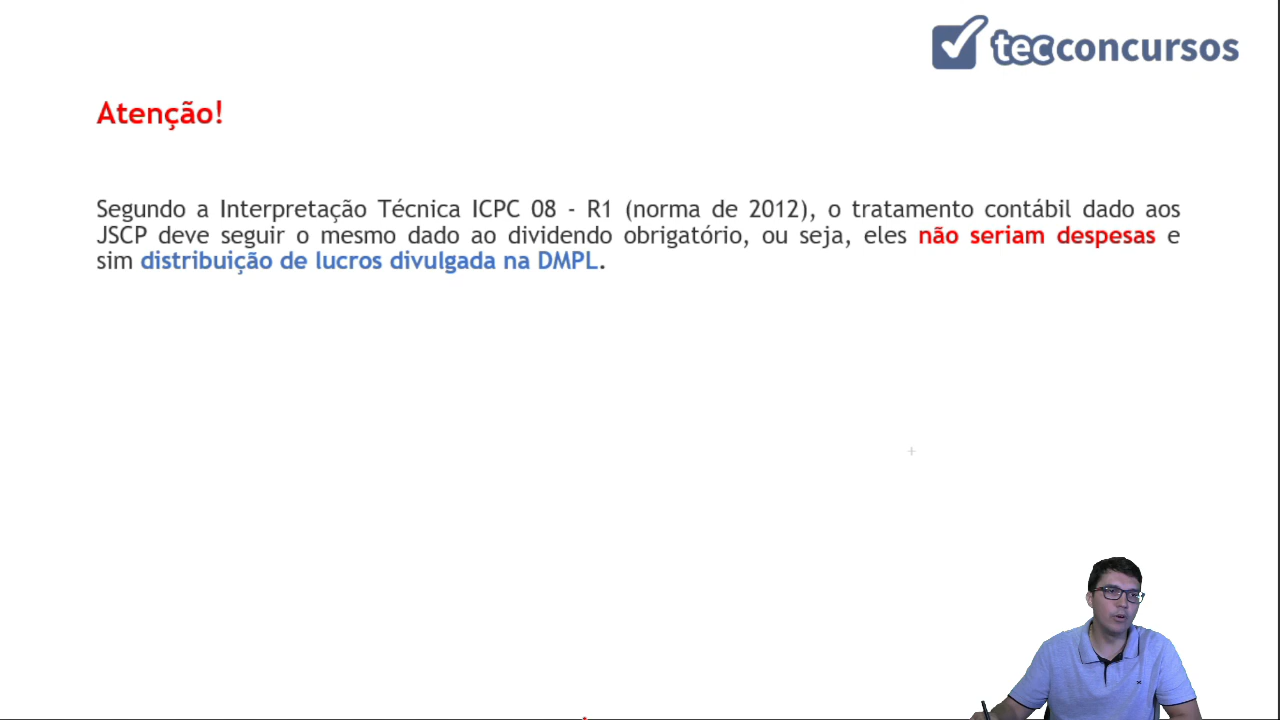 tecconcursos
Atenção!
Segundo a Interpretação Técnica ICPC 08 - R1 (norma de 2012), o tratamento contábil dado aos
JSCP deve seguir o mesmo dado ao dividendo obrigatório, ou seja, eles não seriam despesas e
sim distribuição de lucros divulgada na DMPL.